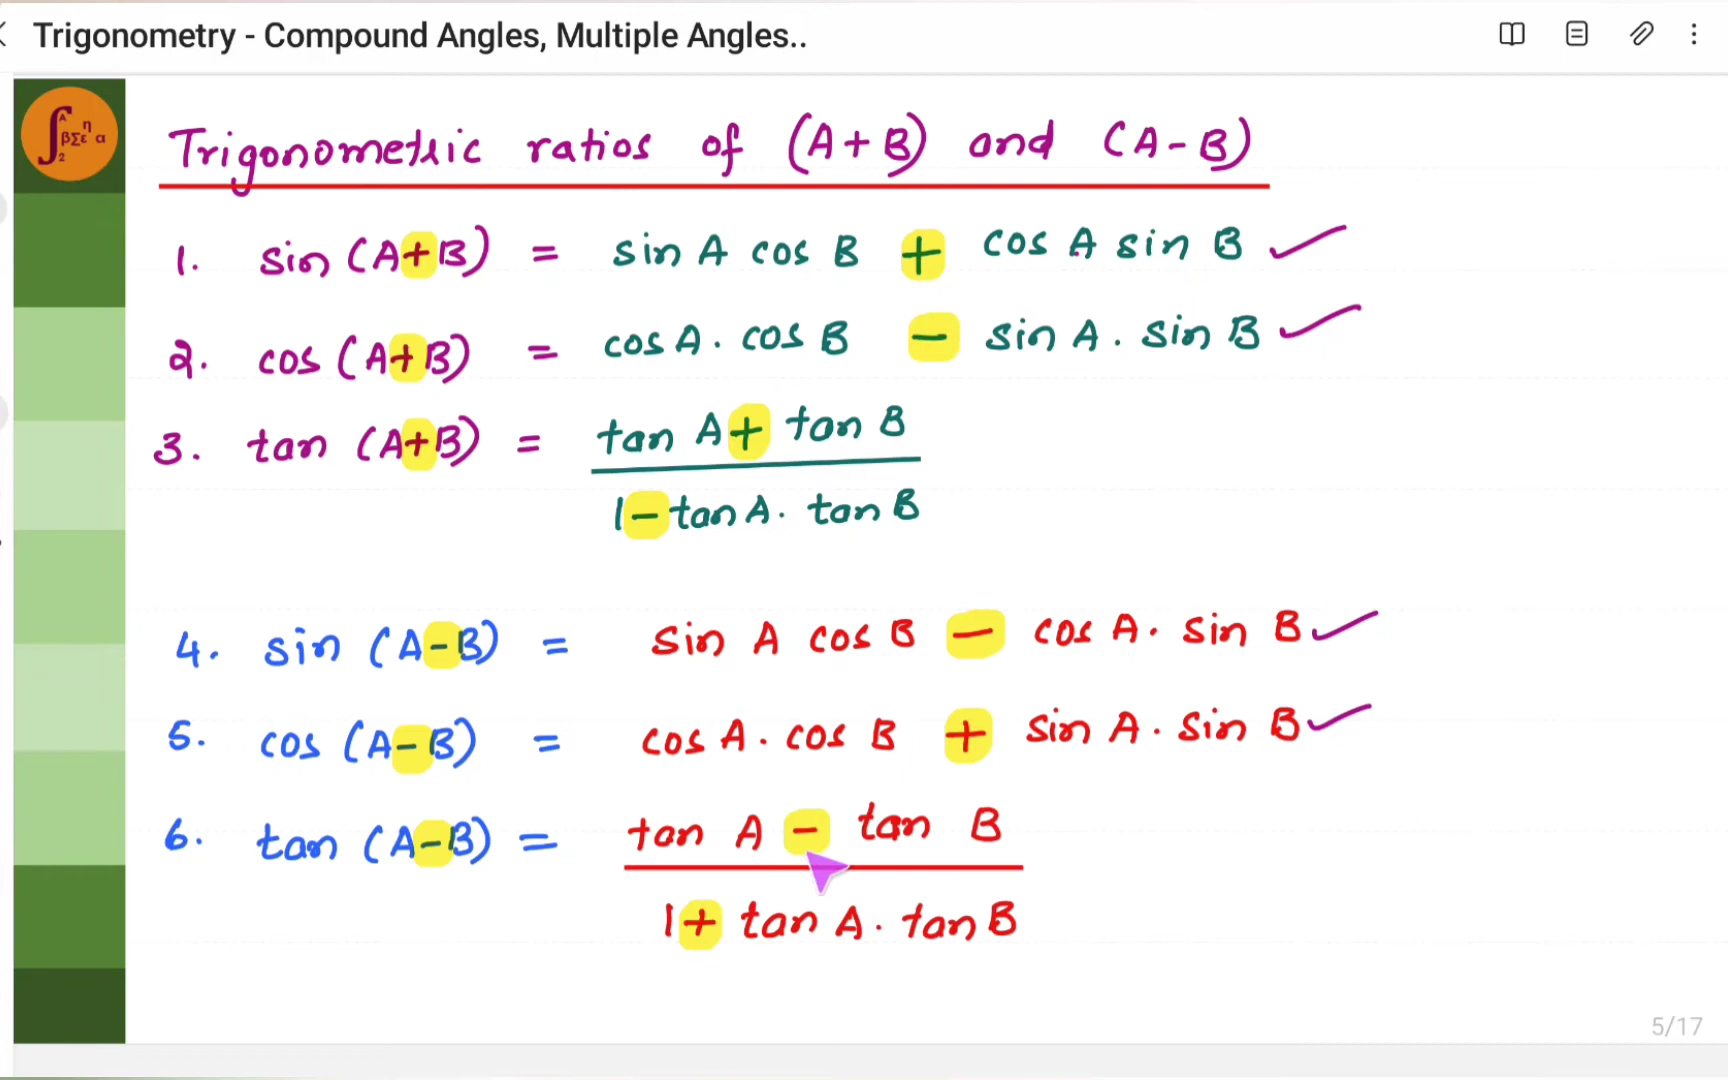 Trigonometry - Compound Angles, Multiple Angles..
Trigonometric ratios of (A+B) and (A-B)
1. sin (A+B) = sin A cos B + cos A sin B
2. cos (A+B) = cos A . cos B - sin A . sin B
3. tan (A+B) = tan A + tan B
1 - tan A . tan B
4. sin (A-B) = sin A cos B - cos A . sin B
5. cos (A-B) = cos A . cos B + sin A . sin B
6. tan (A-B) = tan A - tan B
1 + tan A . tan B
5/17